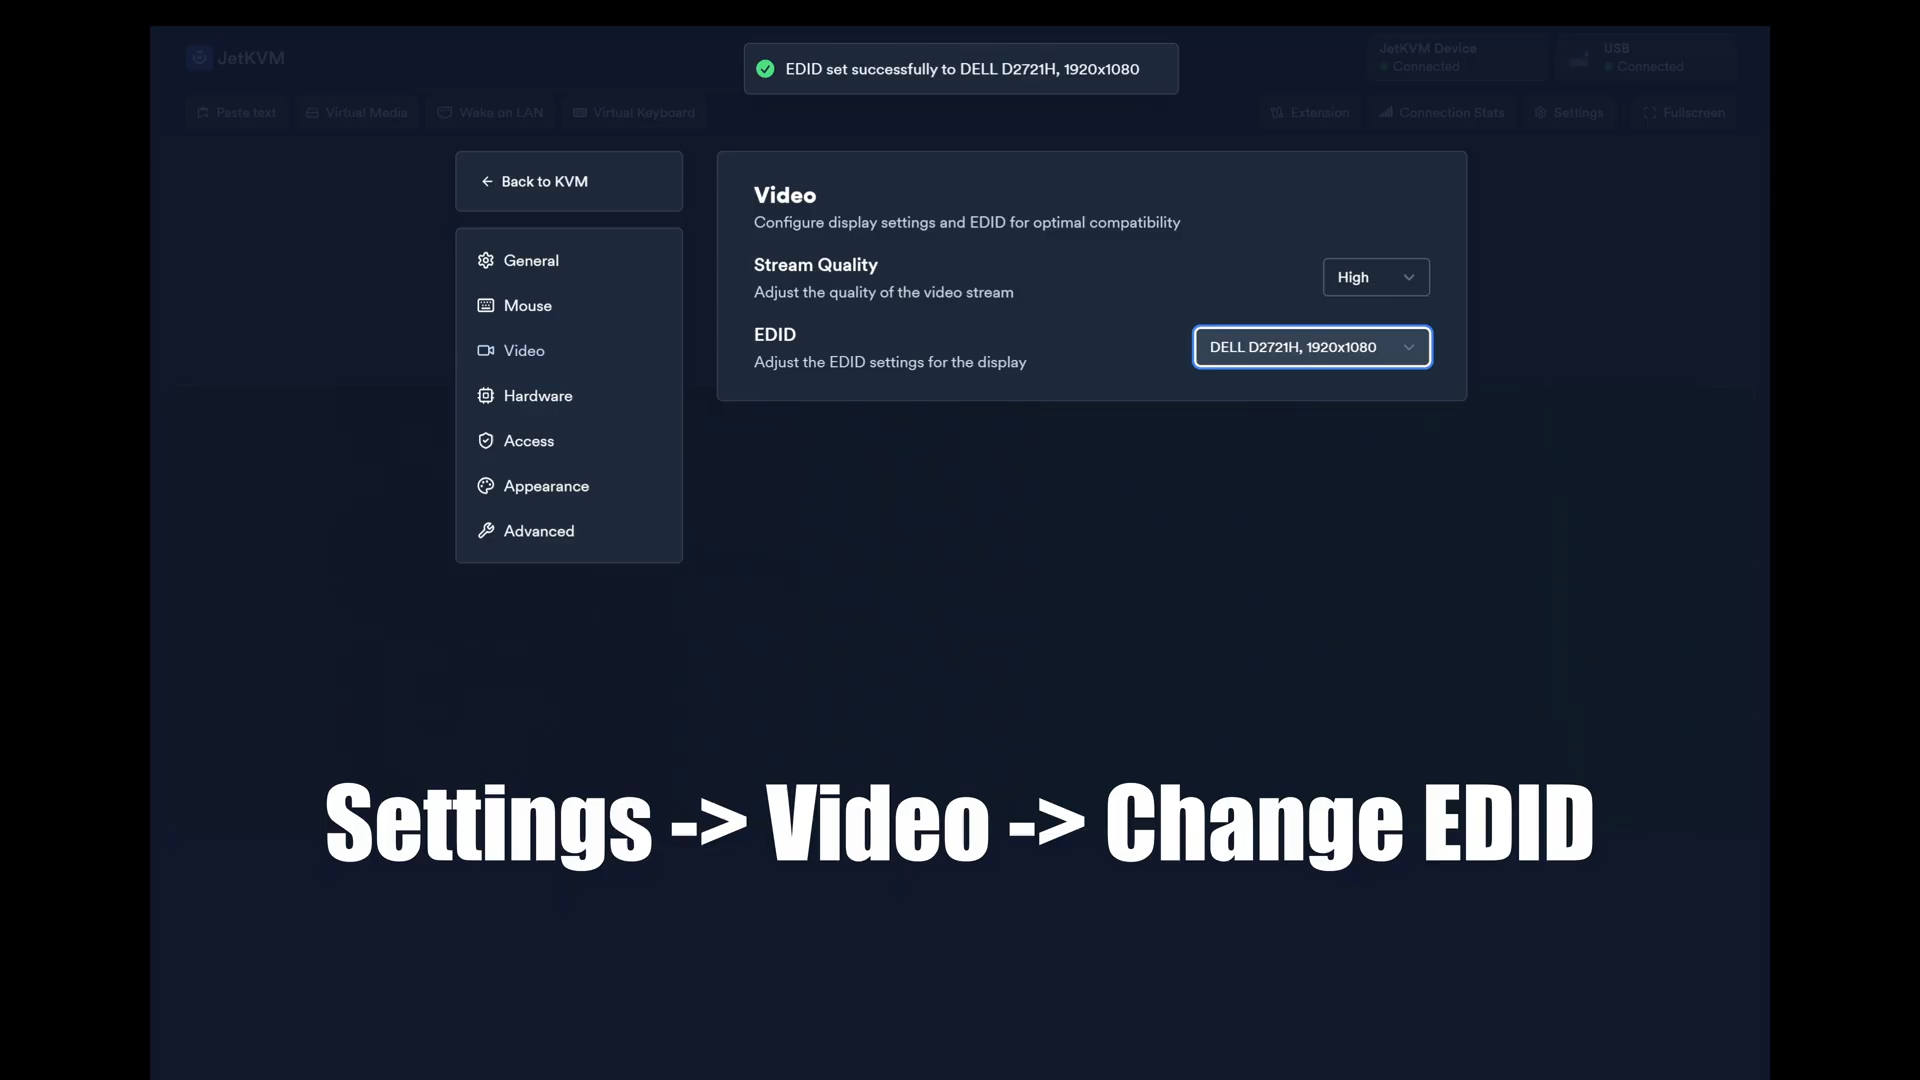 JetKVM
EDID set successfully to DELL D2721H, 1920x1080
JetKVM Device
Connected
USB
Connected
Paste text
Virtual Media
Wake on LAN
Virtual Keyboard
Extension
Connection Stats
Settings
Fullscreen
Back to KVM
General
Mouse
Video
Hardware
Access
Appearance
Advanced
Video
Configure display settings and EDID for optimal compatibility
Stream Quality
Adjust the quality of the video stream
High
EDID
Adjust the EDID settings for the display
DELL D2721H, 1920x1080
Settings -> Video -> Change EDID